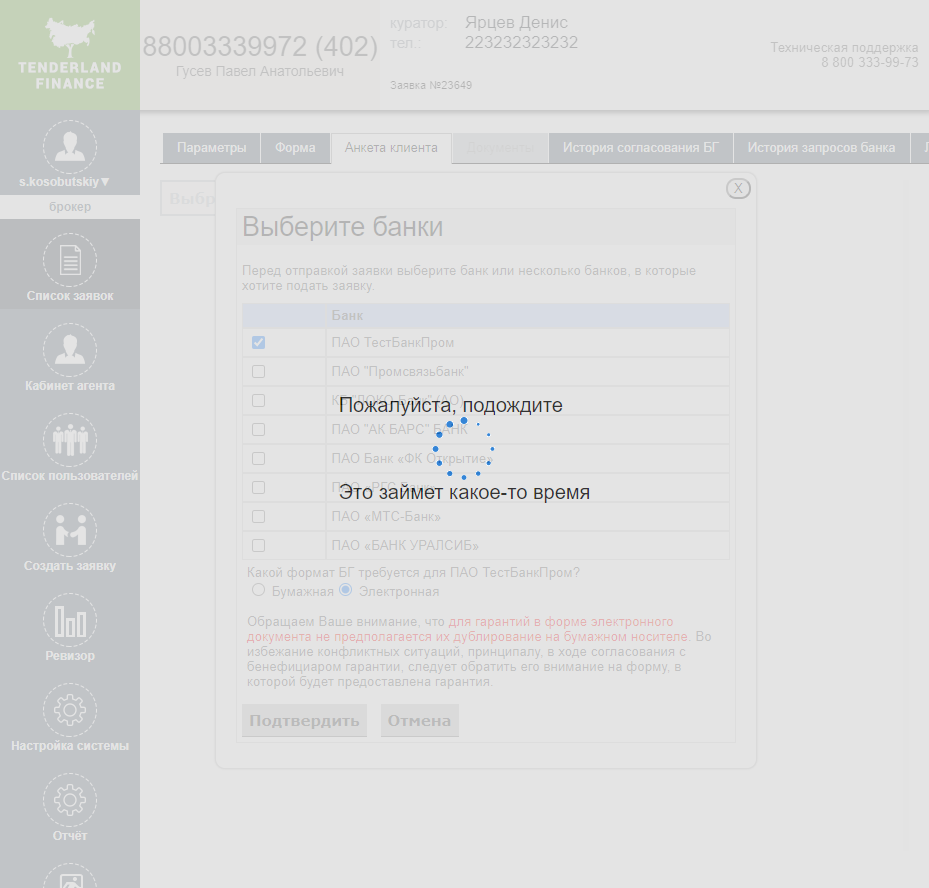 TENDERLAND
FINANCE
88003339972 (402)
Гусев Павел Анатольевич
куратор: Ярцев Денис
тел.: 223232323232
Заявка №23649
Техническая поддержка
8 800 333-99-73
s.kosobutskiy▼
брокер
Список заявок
Кабинет агента
Список пользователей
Создать заявку
Ревизор
Настройка системы
Отчёт
Параметры Форма Анкета клиента Документы История согласования БГ История запросов банка
X
Выберите банки
Перед отправкой заявки выберите банк или несколько банков, в которые
хотите подать заявку.
Банк
ПАО ТестБанкПром
ПАО "Промсвязьбанк"
Пожалуйста, подождите
ПАО "АК БАРС" БАНК
ПАО Банк «ФК Открытие»
Это займет какое-то время
ПАО «МТС-Банк»
ПАО «БАНК УРАЛСИБ»
Какой формат БГ требуется для ПАО ТестБанкПром?
Бумажная Электронная
Обращаем Ваше внимание, что для гарантий в форме электронного
документа не предполагается их дублирование на бумажном носителе. Во
избежание конфликтных ситуаций, принципалу, в ходе согласования с
бенефициаром гарантии, следует обратить его внимание на форму, в
которой будет предоставлена гарантия.
Подтвердить Отмена